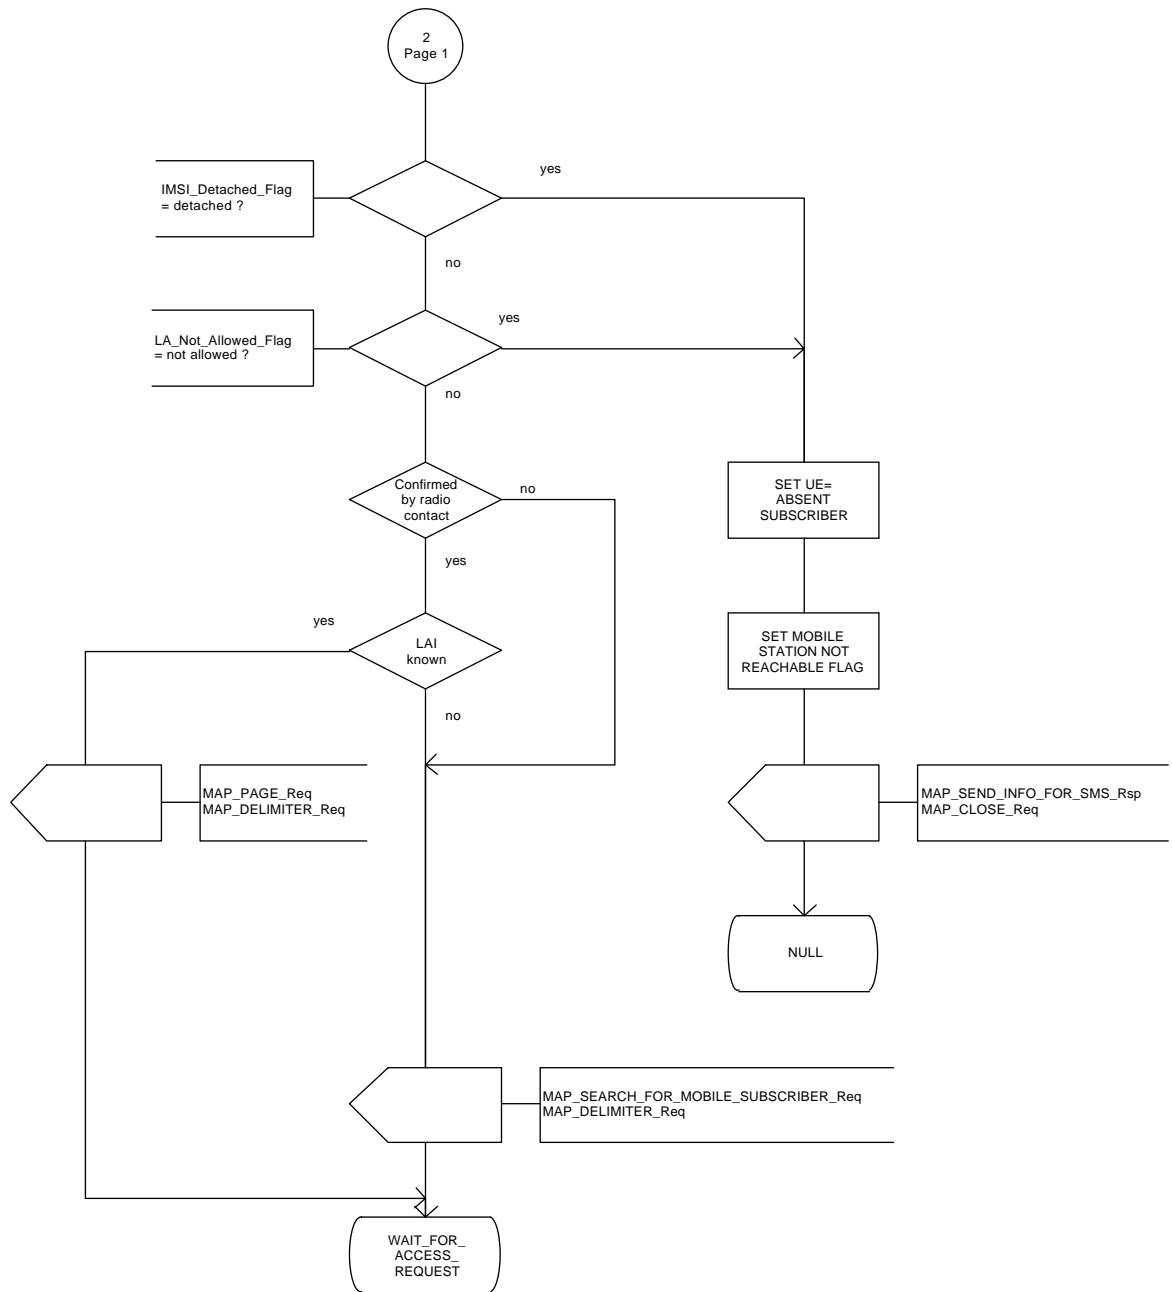 2
Page 1
yes
IMSI_Detached_Flag
= detached ?
no
yes
LA_Not_Allowed_Flag
= not allowed ?
no
Confirmed
by radio
contact
no
SET UE=
ABSENT
SUBSCRIBER
yes
yes
LAI
known
SET MOBILE
STATION NOT
REACHABLE FLAG
no
MAP_PAGE_Req
MAP_DELIMITER_Req
MAP_SEND_INFO_FOR_SMS_Rsp
MAP_CLOSE_Req
NULL
MAP_SEARCH_FOR_MOBILE_SUBSCRIBER_Req
MAP_DELIMITER_Req
WAIT_FOR_
ACCESS_
REQUEST